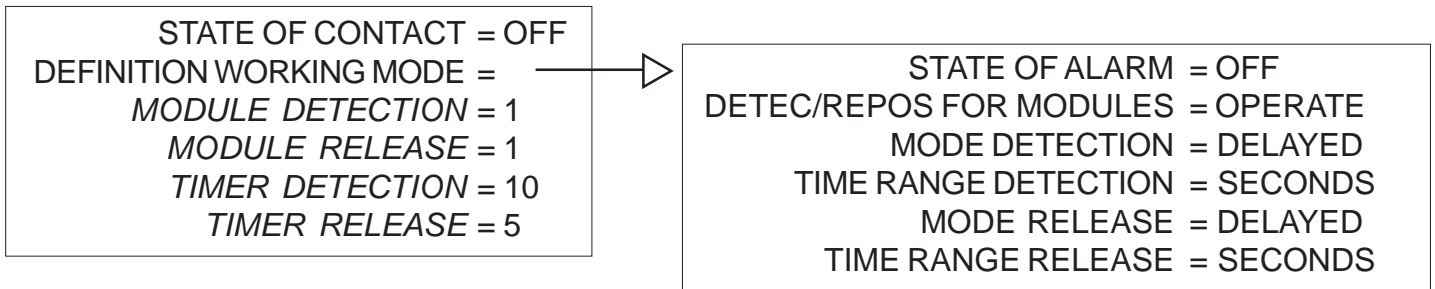 STATE OF CONTACT = OFF
DEFINITION WORKING MODE =
MODULE DETECTION = 1
MODULE RELEASE = 1
TIMER DETECTION = 10
TIMER RELEASE = 5
STATE OF ALARM = OFF
DETEC/REPOS FOR MODULES = OPERATE
MODE DETECTION = DELAYED
TIME RANGE DETECTION = SECONDS
MODE RELEASE = DELAYED
TIME RANGE RELEASE = SECONDS